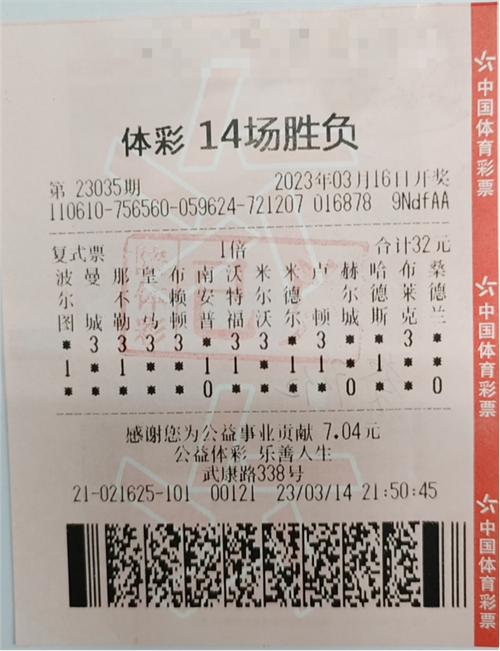 体彩 14场胜负
第 23035期 2023年03月16日开奖
110610-756560-059624-721207 016878 9NdfAA
复式票 1倍 合计32元
波 曼 那 皇 布 南 沃 米 米 卢 赫 哈 布 桑
尔 不 赖 安 特 尔 德 尔 德 莱 德
图 城 勒 马 顿 普 福 沃 尔 顿 城 斯 克 兰
* 3 3 3 3 * 3 3 * 3 * * 3 *
1 * 1 * * 1 1 * 1 1 * 1 * *
* * * * * 0 * * * * 0 * * 0
感谢您为公益事业贡献 7.04元
公益体彩 乐善人生
武康路338号
21-021625-101 00121 23/03/14 21:50:45
中国体育彩票
中国体育彩票
中国体育彩票